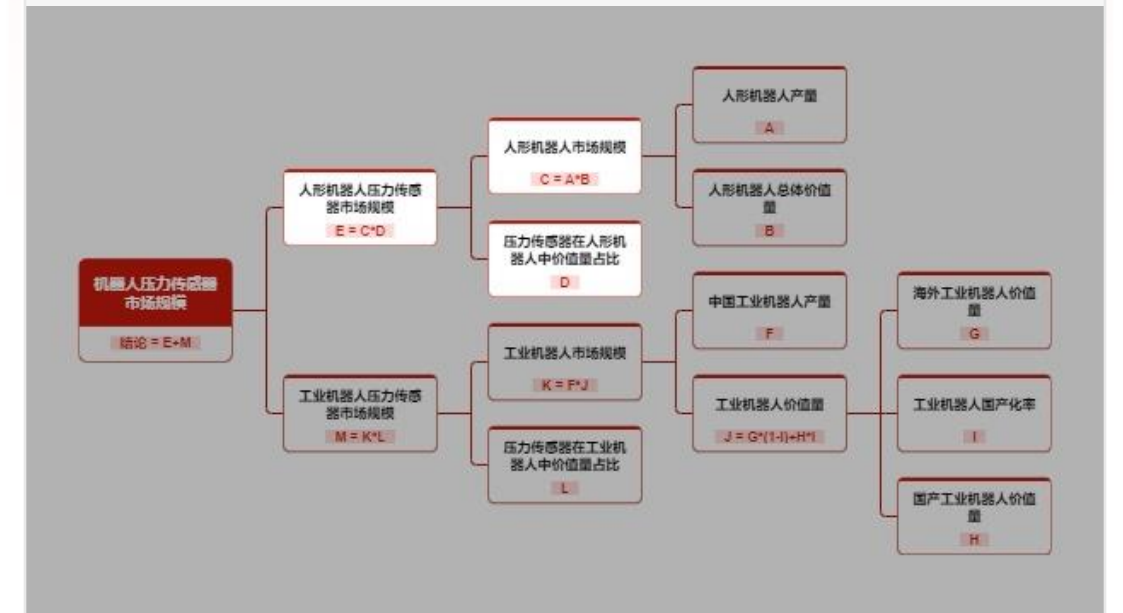 人形机器人产量
A
人形机器人市场规模
C = A*B
人形机器人压力传感
器市场规模
E = C*D
人形机器人总体价值
量
B
压力传感器在人形机
器人中价值量占比
D
机器人压力传感器
市场规模
结论 = E+M
中国工业机器人产量
F
海外工业机器人价值
量
G
工业机器人市场规模
K = F*J
工业机器人压力传感
器市场规模
M = K*L
工业机器人价值量
J = G*(1-I)+H*I
工业机器人国产化率
I
压力传感器在工业机
器人中价值量占比
L
国产工业机器人价值
量
H